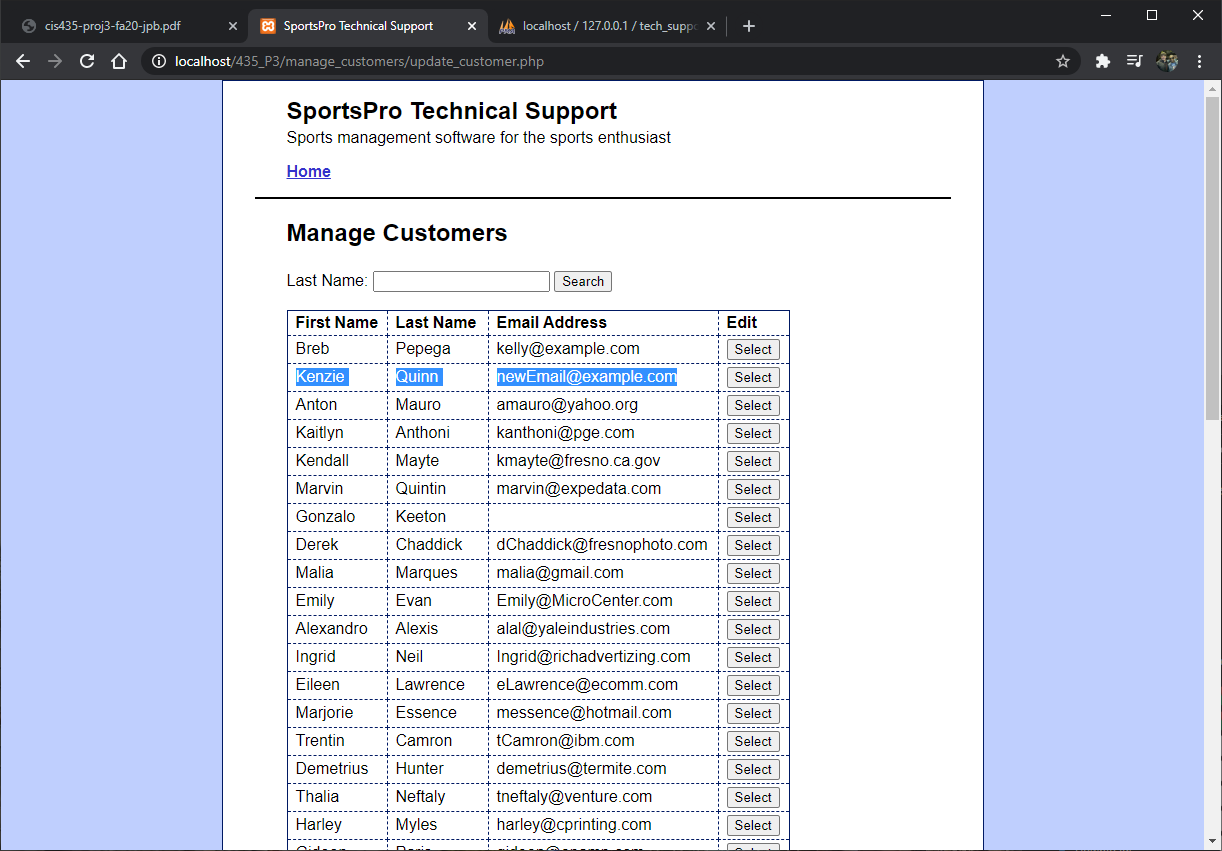 cis435-proj3-fa20-jpb.pdf SportsPro Technical Support localhost / 127.0.0.1 / tech_supp
localhost/435_P3/manage_customers/update_customer.php
SportsPro Technical Support
Sports management software for the sports enthusiast
Home
Manage Customers
Last Name: Search
First Name Last Name Email Address Edit
Breb Pepega kelly@example.com Select
Kenzie Quinn newEmail@example.com Select
Anton Mauro amauro@yahoo.org Select
Kaitlyn Anthoni kanthoni@pge.com Select
Kendall Mayte kmayte@fresno.ca.gov Select
Marvin Quintin marvin@expedata.com Select
Gonzalo Keeton Select
Derek Chaddick dChaddick@fresnophoto.com Select
Malia Marques malia@gmail.com Select
Emily Evan Emily@MicroCenter.com Select
Alexandro Alexis alal@yaleindustries.com Select
Ingrid Neil Ingrid@richadvertizing.com Select
Eileen Lawrence eLawrence@ecomm.com Select
Marjorie Essence messence@hotmail.com Select
Trentin Camron tCamron@ibm.com Select
Demetrius Hunter demetrius@termite.com Select
Thalia Neftaly tneftaly@venture.com Select
Harley Myles harley@cprinting.com Select